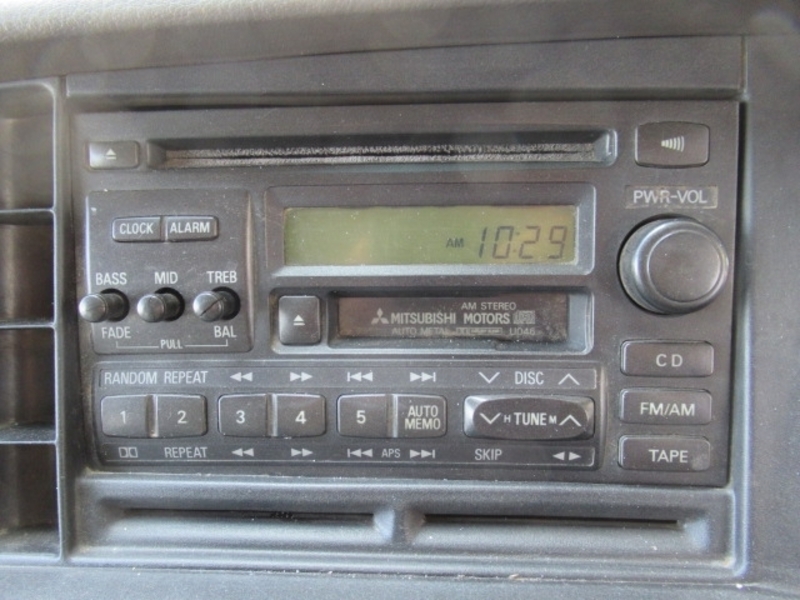 PWR-VOL
CLOCK ALARM
AM 10:29
BASS MID TREB
FADE BAL
PULL
AM STEREO
MITSUBISHI MOTORS
AUTO METAL U046
CD
RANDOM REPEAT DISC
1 2 3 4 5 AUTO MEMO H TUNE M
FM/AM
REPEAT APS SKIP
TAPE